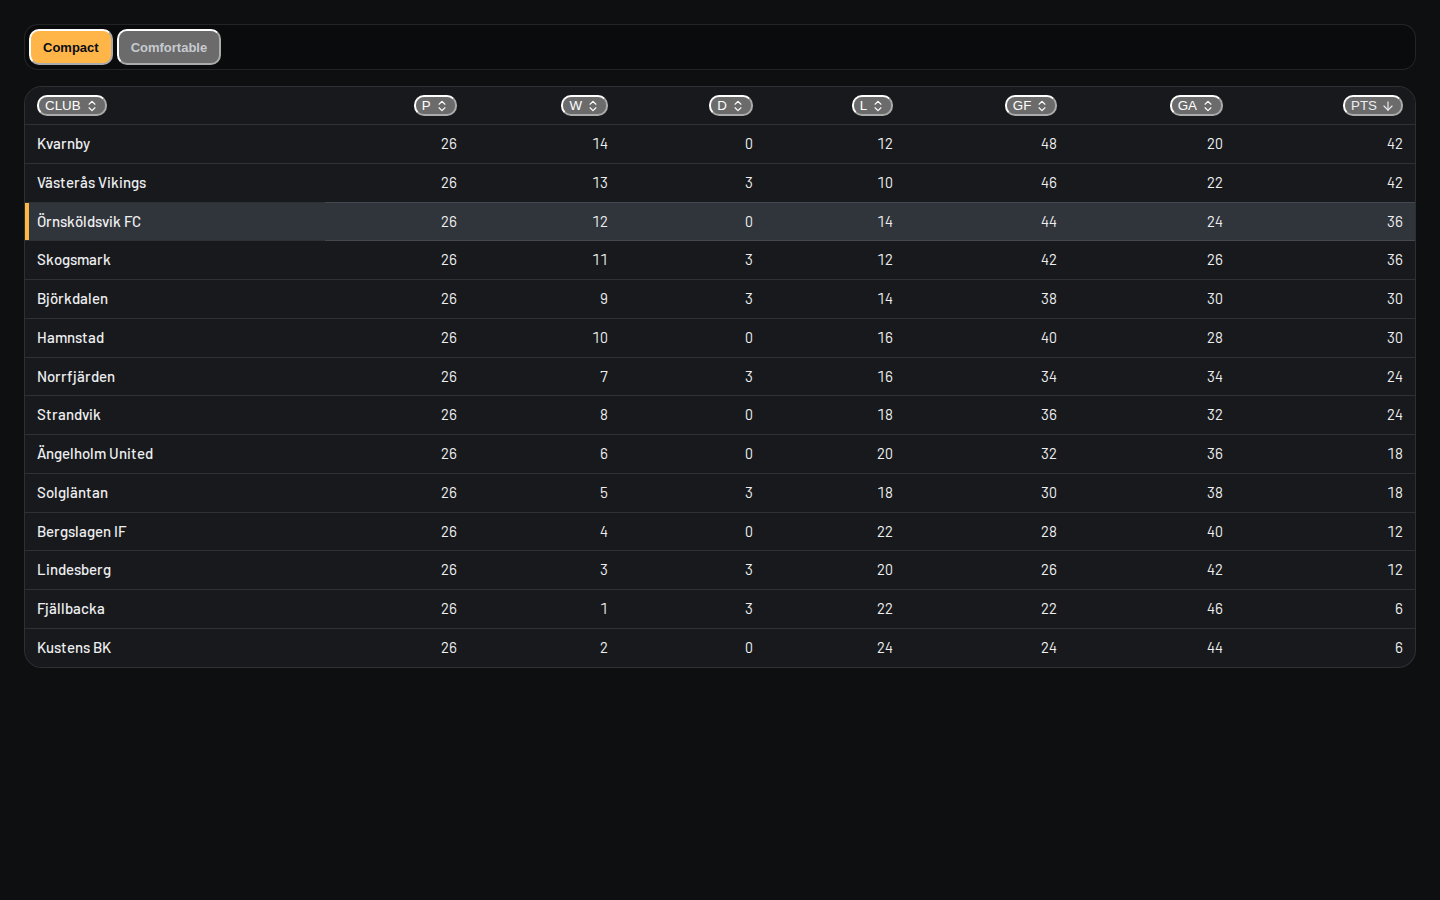 Compact Comfortable
CLUB P W D L GF GA PTS
Kvarnby 26 14 0 12 48 20 42
Västerås Vikings 26 13 3 10 46 22 42
Örnsköldsvik FC 26 12 0 14 44 24 36
Skogsmark 26 11 3 12 42 26 36
Björkdalen 26 9 3 14 38 30 30
Hamnstad 26 10 0 16 40 28 30
Norrfjärden 26 7 3 16 34 34 24
Strandvik 26 8 0 18 36 32 24
Ängelholm United 26 6 0 20 32 36 18
Solgläntan 26 5 3 18 30 38 18
Bergslagen IF 26 4 0 22 28 40 12
Lindesberg 26 3 3 20 26 42 12
Fjällbacka 26 1 3 22 22 46 6
Kustens BK 26 2 0 24 24 44 6